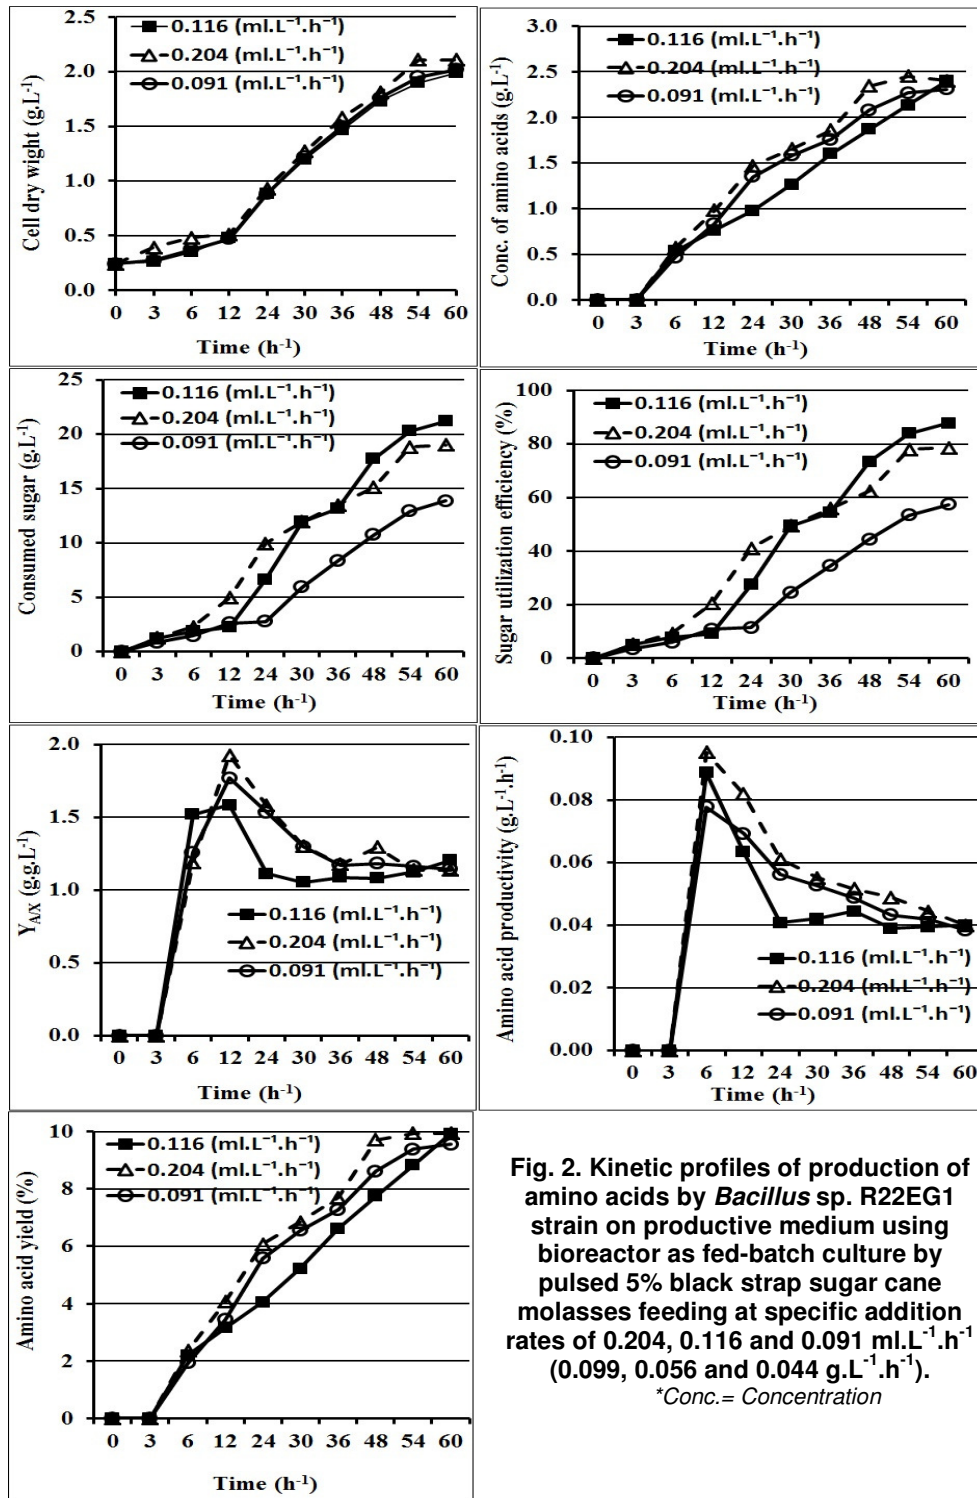 Cell dry wight (g.L-1)
2.5
2.0
1.5
1.0
0.5
0.0
0.116 (ml.L⁻¹.h⁻¹)
0.204 (ml.L⁻¹.h⁻¹)
0.091 (ml.L⁻¹.h⁻¹)
0 3 6 12 24 30 36 48 54 60
Time (h-1)
Conc. of amino acids (g.L-1)
3.0
2.5
2.0
1.5
1.0
0.5
0.0
0.116 (ml.L⁻¹.h⁻¹)
0.204 (ml.L⁻¹.h⁻¹)
0.091 (ml.L⁻¹.h⁻¹)
0 3 6 12 24 30 36 48 54 60
Time (h-1)
Consumed sugar (g.L-1)
25
20
15
10
5
0
0.116 (ml.L⁻¹.h⁻¹)
0.204 (ml.L⁻¹.h⁻¹)
0.091 (ml.L⁻¹.h⁻¹)
0 3 6 12 24 30 36 48 54 60
Time (h-1)
Sugar utilization efficiency (%)
100
80
60
40
20
0
0.116 (ml.L⁻¹.h⁻¹)
0.204 (ml.L⁻¹.h⁻¹)
0.091 (ml.L⁻¹.h⁻¹)
0 3 6 12 24 30 36 48 54 60
Time (h-1)
YA/X (g.g.L-1)
2.0
1.5
1.0
0.5
0.0
0.116 (ml.L⁻¹.h⁻¹)
0.204 (ml.L⁻¹.h⁻¹)
0.091 (ml.L⁻¹.h⁻¹)
0 3 6 12 24 30 36 48 54 60
Time (h-1)
Amino acid productivity (g.L-1.h-1)
0.10
0.08
0.06
0.04
0.02
0.00
0.116 (ml.L⁻¹.h⁻¹)
0.204 (ml.L⁻¹.h⁻¹)
0.091 (ml.L⁻¹.h⁻¹)
0 3 6 12 24 30 36 48 54 60
Time (h-1)
Amino acid yield (%)
10
8
6
4
2
0
0.116 (ml.L⁻¹.h⁻¹)
0.204 (ml.L⁻¹.h⁻¹)
0.091 (ml.L⁻¹.h⁻¹)
0 3 6 12 24 30 36 48 54 60
Time (h-1)
Fig. 2. Kinetic profiles of production of
amino acids by Bacillus sp. R22EG1
strain on productive medium using
bioreactor as fed-batch culture by
pulsed 5% black strap sugar cane
molasses feeding at specific addition
rates of 0.204, 0.116 and 0.091 ml.L-1.h-1
(0.099, 0.056 and 0.044 g.L-1.h-1).
*Conc.= Concentration